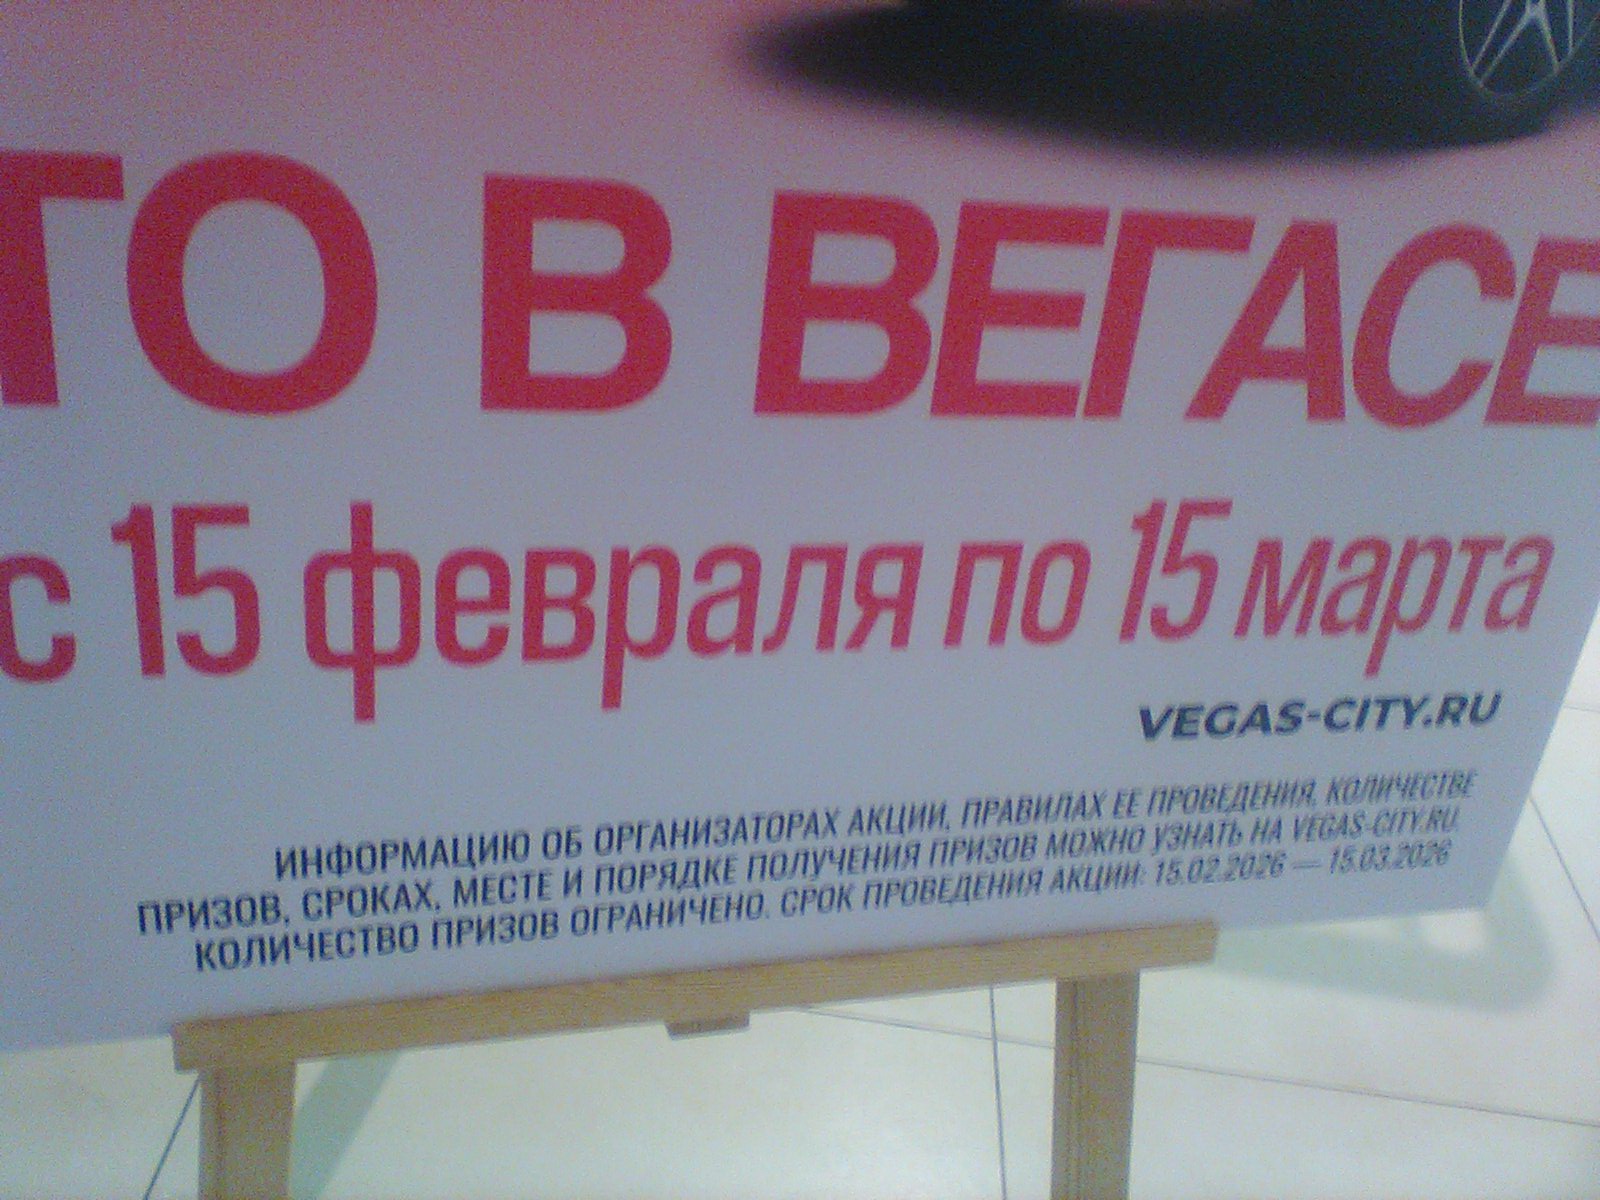 ТО В ВЕГАСЕ
с 15 февраля по 15 марта
VEGAS-CITY.RU
ИНФОРМАЦИЮ ОБ ОРГАНИЗАТОРАХ АКЦИИ, ПРАВИЛАХ ЕЕ ПРОВЕДЕНИЯ, КОЛИЧЕСТВЕ
ПРИЗОВ, СРОКАХ, МЕСТЕ И ПОРЯДКЕ ПОЛУЧЕНИЯ ПРИЗОВ МОЖНО УЗНАТЬ НА VEGAS-CITY.RU.
КОЛИЧЕСТВО ПРИЗОВ ОГРАНИЧЕНО. СРОК ПРОВЕДЕНИЯ АКЦИИ: 15.02.2026 — 15.03.2026